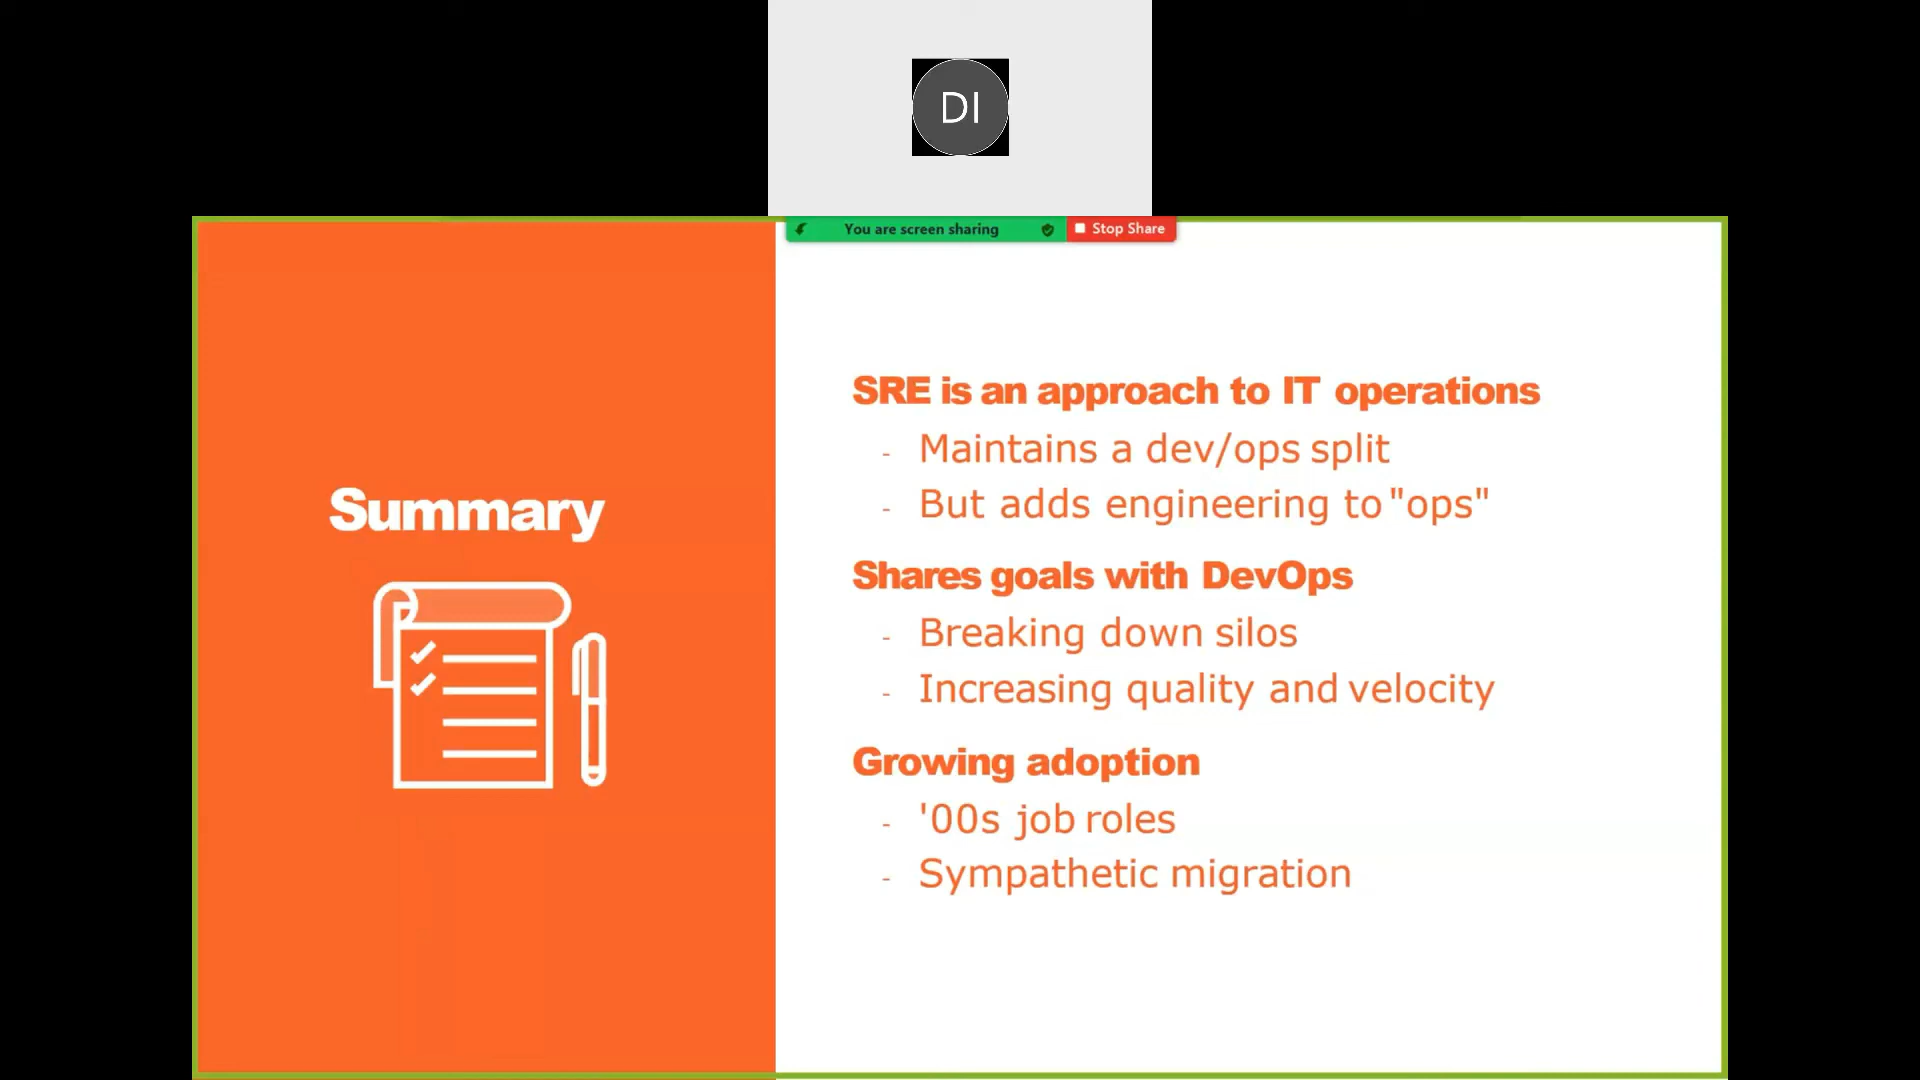 DI
You are screen sharing
Stop Share
Summary
SRE is an approach to IT operations
- Maintains a dev/ops split
- But adds engineering to "ops"
Shares goals with DevOps
- Breaking down silos
- Increasing quality and velocity
Growing adoption
- '00s job roles
- Sympathetic migration